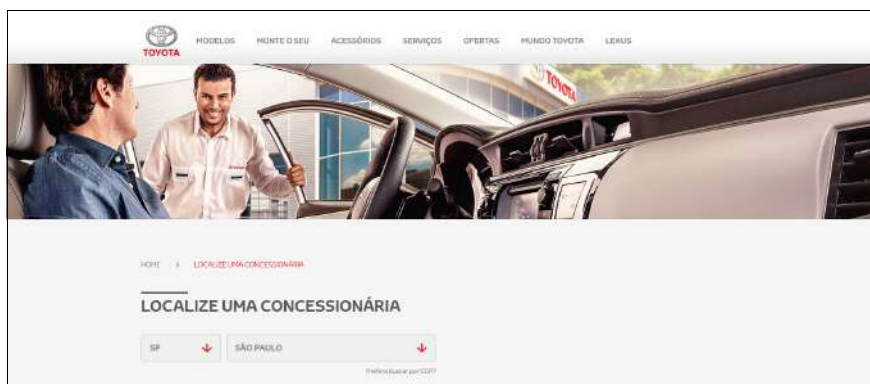 MODELOS MONTE O SEU ACESSÓRIOS SERVIÇOS OFERTAS MUNDO TOYOTA LEXUS
TOYOTA
TOYOTA
HOME > LOCALIZE UMA CONCESSIONÁRIA
LOCALIZE UMA CONCESSIONÁRIA
SP SÃO PAULO
Prefere buscar por CEP?